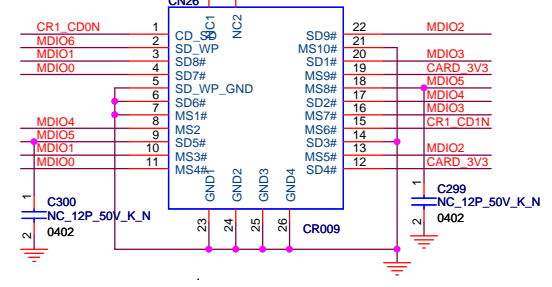 CN26
NC1
NC2
CR1_CD0N 1 CD_SD SD9# 22 MDIO2
MDIO6 2 SD_WP MS10# 21
MDIO1 3 SD8# SD1# 20 MDIO3
MDIO0 4 SD7# MS9# 19 CARD_3V3
5 SD_WP_GND MS8# 18 MDIO5
6 SD6# SD2# 17 MDIO4
7 MS1# MS7# 16 MDIO3
MDIO4 8 MS2 MS6# 15 CR1_CD1N
MDIO5 9 SD5# SD3# 14
MDIO1 10 MS3# MS5# 13 MDIO2
MDIO0 11 MS4# SD4# 12 CARD_3V3
GND1 GND2 GND3 GND4
23 24 25 26
CR009
1
C300
NC_12P_50V_K_N
0402
2
1
C299
NC_12P_50V_K_N
0402
2